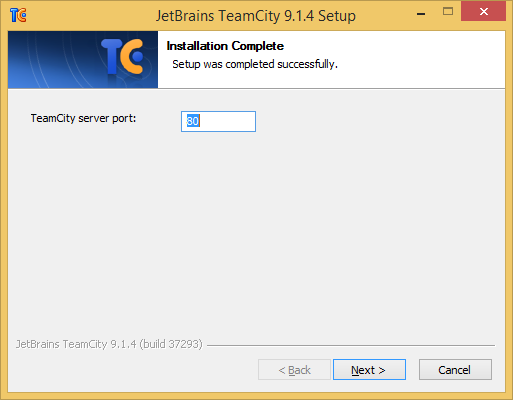 TC JetBrains TeamCity 9.1.4 Setup
TC
Installation Complete
Setup was completed successfully.
TeamCity server port: 80
JetBrains TeamCity 9.1.4 (build 37293)
< Back Next > Cancel